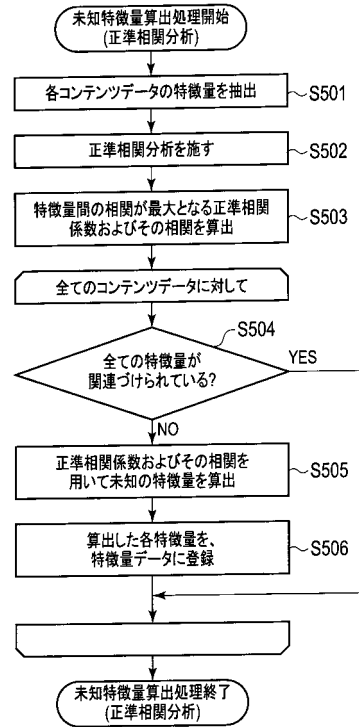 未知特徴量算出処理開始
(正準相関分析)
各コンテンツデータの特徴量を抽出
S501
正準相関分析を施す
S502
特徴量間の相関が最大となる正準相関
係数およびその相関を算出
S503
全てのコンテンツデータに対して
S504
全ての特徴量が
関連づけられている?
YES
NO
正準相関係数およびその相関を
用いて未知の特徴量を算出
S505
算出した各特徴量を、
特徴量データに登録
S506
未知特徴量算出処理終了
(正準相関分析)